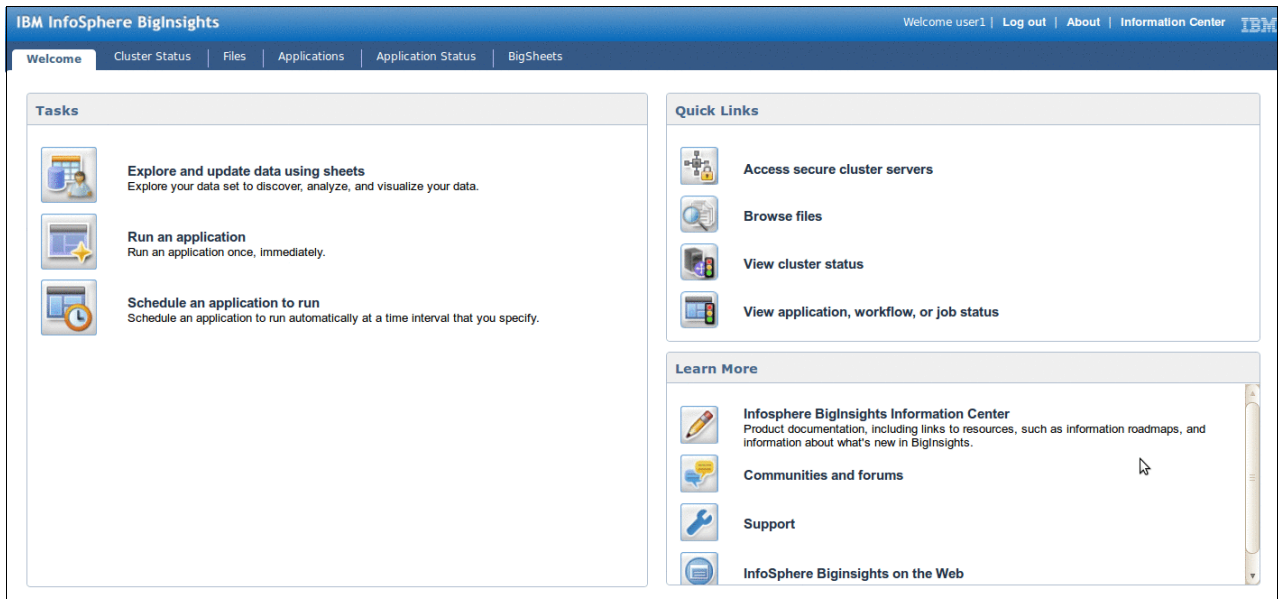 IBM InfoSphere BigInsights
Welcome user1 | Log out | About | Information Center IBM
Welcome Cluster Status Files Applications Application Status BigSheets
Tasks
Explore and update data using sheets
Explore your data set to discover, analyze, and visualize your data.
Run an application
Run an application once, immediately.
Schedule an application to run
Schedule an application to run automatically at a time interval that you specify.
Quick Links
Access secure cluster servers
Browse files
View cluster status
View application, workflow, or job status
Learn More
Infosphere BigInsights Information Center
Product documentation, including links to resources, such as information roadmaps, and
information about what's new in BigInsights.
Communities and forums
Support
InfoSphere Biginsights on the Web